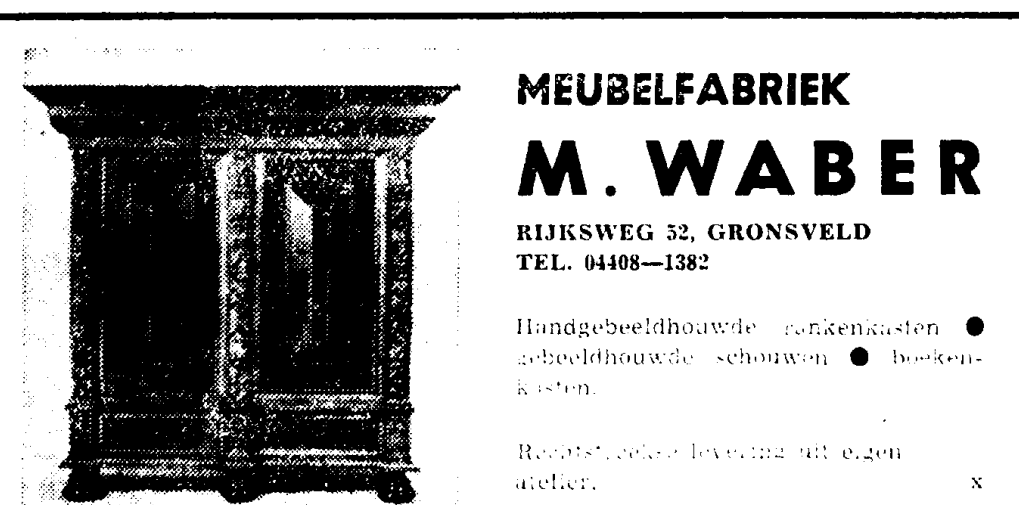 MEUBELFABRIEK
M. WABER
RIJKSWEG 52, GRONSVELD
TEL. 04408—1382
Handgebeeldhouwde rankenkasten ●
gebeeldhouwde schouwen ● boeken-
kasten.
Rechtstreekse levering uit eigen
atelier.
x